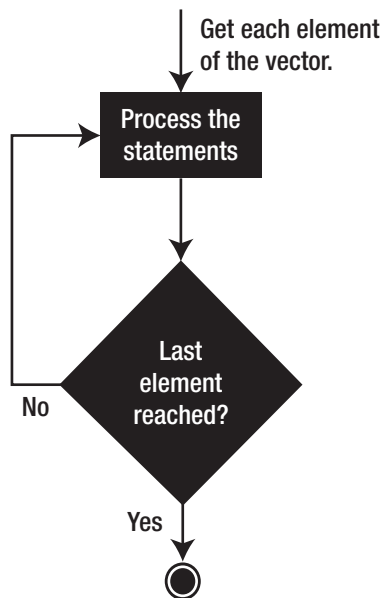 Get each element
of the vector.
Process the
statements
Last
element
reached?
No
Yes